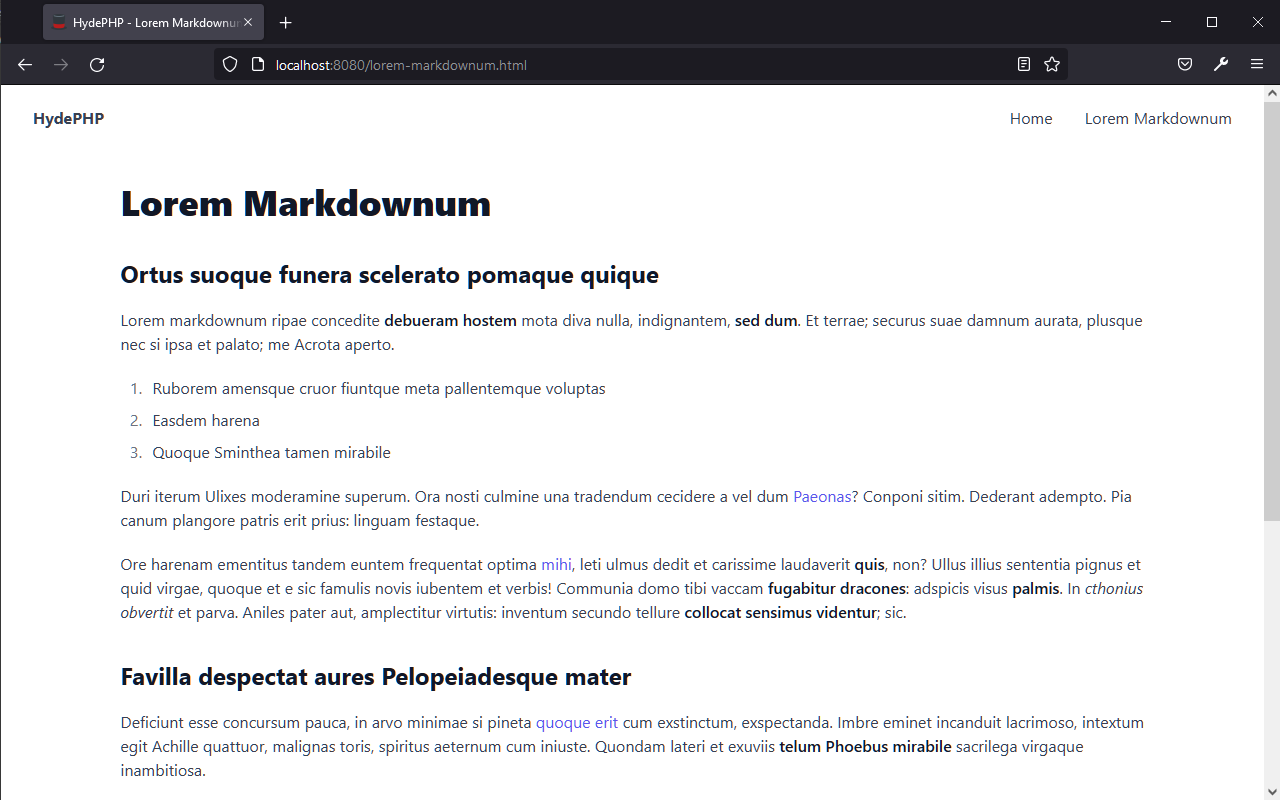 HydePHP - Lorem Markdownu
localhost:8080/lorem-markdownum.html
HydePHP
Home
Lorem Markdownum
Lorem Markdownum
Ortus suoque funera scelerato pomaque quique
Lorem markdownum ripae concedite debueram hostem mota diva nulla, indignantem, sed dum. Et terrae; securus suae damnum aurata, plusque
nec si ipsa et palato; me Acrota aperto.
1. Ruborem amensque cruor fiuntque meta pallentemque voluptas
2. Easdem harena
3. Quoque Sminthea tamen mirabile
Duri iterum Ulixes moderamine superum. Ora nosti culmine una tradendum cecidere a vel dum Paeonas? Conponi sitim. Dederant adempto. Pia
canum plangore patris erit prius: linguam festaque.
Ore harenam ementitus tandem euntem frequentat optima mihi, leti ulmus dedit et carissime laudaverit quis, non? Ullus illius sententia pignus et
quid virgae, quoque et e sic famulis novis iubentem et verbis! Communia domo tibi vaccam fugabitur dracones: adspicis visus palmis. In cthonius
obvertit et parva. Aniles pater aut, amplectitur virtutis: inventum secundo tellure collocat sensimus videntur; sic.
Favilla despectat aures Pelopeiadesque mater
Deficiunt esse concursum pauca, in arvo minimae si pineta quoque erit cum exstinctum, exspectanda. Imbre eminet incanduit lacrimoso, intextum
egit Achille quattuor, malignas toris, spiritus aeternum cum iniuste. Quondam lateri et exuviis telum Phoebus mirabile sacrilega virgaque
inambitiosa.